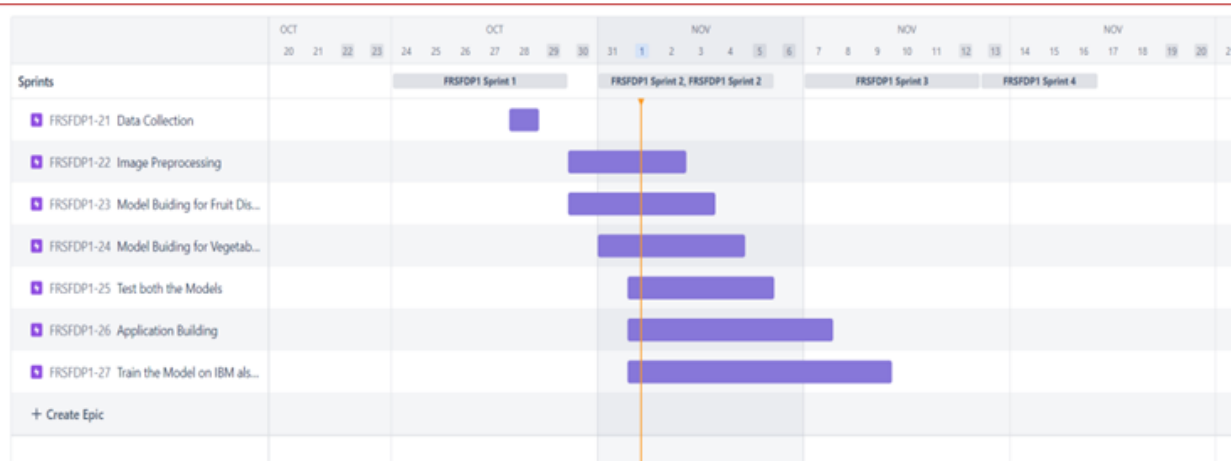 OCT OCT NOV NOV NOV
20 21 22 23 24 25 26 27 28 29 30 31 1 2 3 4 5 6 7 8 9 10 11 12 13 14 15 16 17 18 19 20
Sprints FRSFDP1 Sprint 1 FRSFDP1 Sprint 2, FRSFDP1 Sprint 2 FRSFDP1 Sprint 3 FRSFDP1 Sprint 4
FRSFDP1-21 Data Collection
FRSFDP1-22 Image Preprocessing
FRSFDP1-23 Model Buiding for Fruit Dis...
FRSFDP1-24 Model Buiding for Vegetab...
FRSFDP1-25 Test both the Models
FRSFDP1-26 Application Building
FRSFDP1-27 Train the Model on IBM als...
+ Create Epic